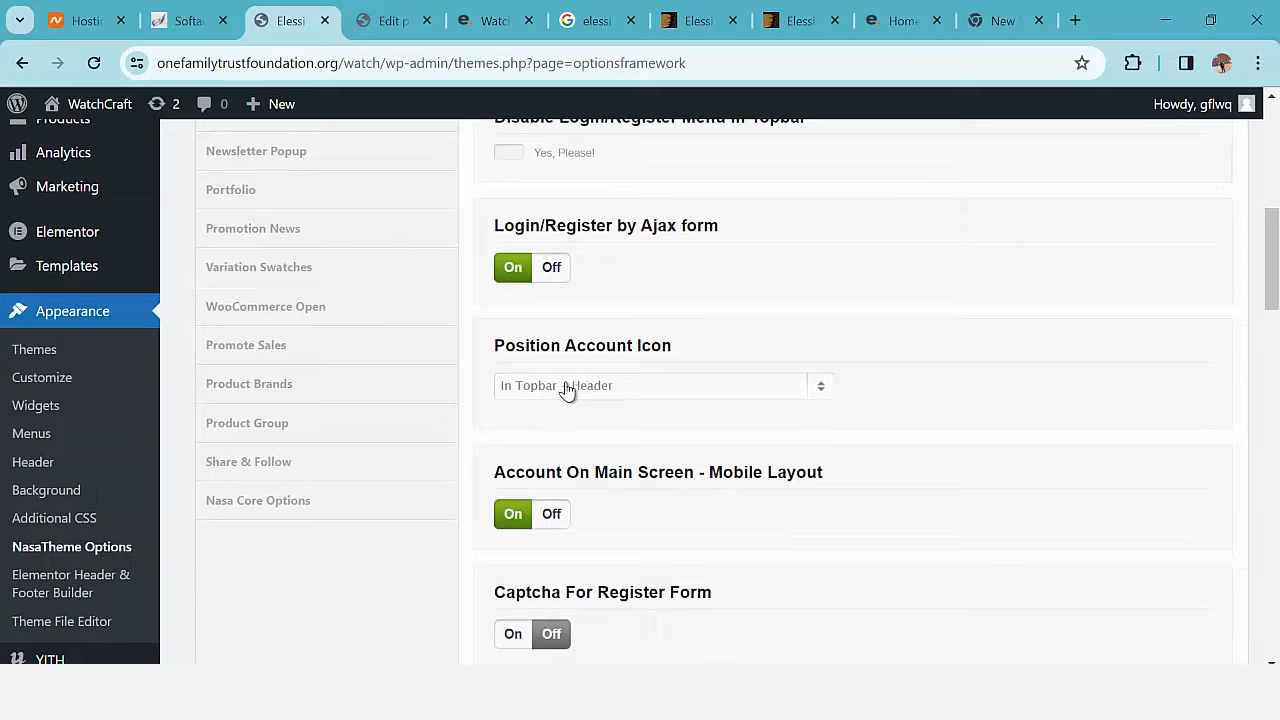 Hostin
Softac
Elessi
Edit p
Watch
elessi
Elessi
Elessi
Home
New
onefamilytrustfoundation.org/watch/wp-admin/themes.php?page=optionsframework
WatchCraft
2
0
New
Howdy, gflwq
Products
Analytics
Marketing
Elementor
Templates
Appearance
Themes
Customize
Widgets
Menus
Header
Background
Additional CSS
NasaTheme Options
Elementor Header &
Footer Builder
Theme File Editor
YITH
Newsletter Popup
Portfolio
Promotion News
Variation Swatches
WooCommerce Open
Promote Sales
Product Brands
Product Group
Share & Follow
Nasa Core Options
Disable Login/Register Menu In Topbar
Yes, Please!
Login/Register by Ajax form
On Off
Position Account Icon
In Topbar Header
Account On Main Screen - Mobile Layout
On Off
Captcha For Register Form
On Off